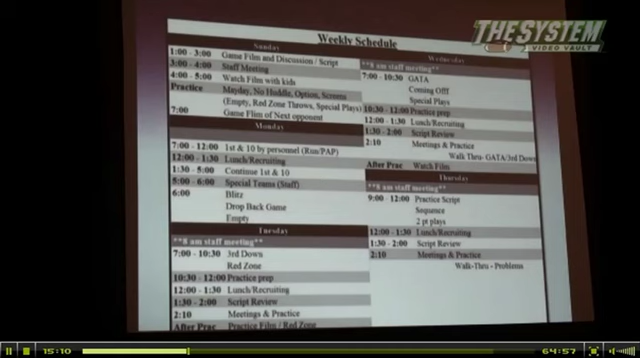 THE SYSTEM
VIDEO VAULT
Weekly Schedule
Sunday
1:00 - 3:00 Game Film and Discussion / Script
3:00 - 4:00 Staff Meeting
4:00 - 5:00 Watch Film with kids
Practice Mayday, No Huddle, Option, Screens
(Empty, Red Zone Throws, Special Plays)
7:00 Game Flim of Next opponent
Monday
7:00 - 12:00 1st & 10 by personnel (Run/PAP)
12:00 - 1:30 Lunch/Recruiting
1:30 - 5:00 Continue 1st & 10
5:00 - 6:00 Special Teams (Staff)
6:00 Blitz
Drop Back Game
Empty
Tuesday
**8 am staff meeting**
7:00 - 10:30 3rd Down
Red Zone
10:30 - 12:00 Practice prep
12:00 - 1:30 Lunch/Recruiting
1:30 - 2:00 Script Review
2:10 Meetings & Practice
After Prac Practice Film / Red Zone
Wednesday
**8 am staff meeting**
7:00 - 10:30 GATA
Coming Offf
Special Plays
10:30 - 12:00 Practice prep
12:00 - 1:30 Lunch/Recruiting
1:30 - 2:00 Script Review
2:10 Meetings & Practice
Walk Thru- GATA/3rd Down
After Prac Watch Film
Thursday
**8 am staff meeting**
9:00 - 12:00 Practice Script
Sequence
2 pt plays
12:00 - 1:30 Lunch/Recruiting
1:30 - 2:00 Script Review
2:10 Meetings & Practice
Walk-Thru - Problems
15:10
64:57